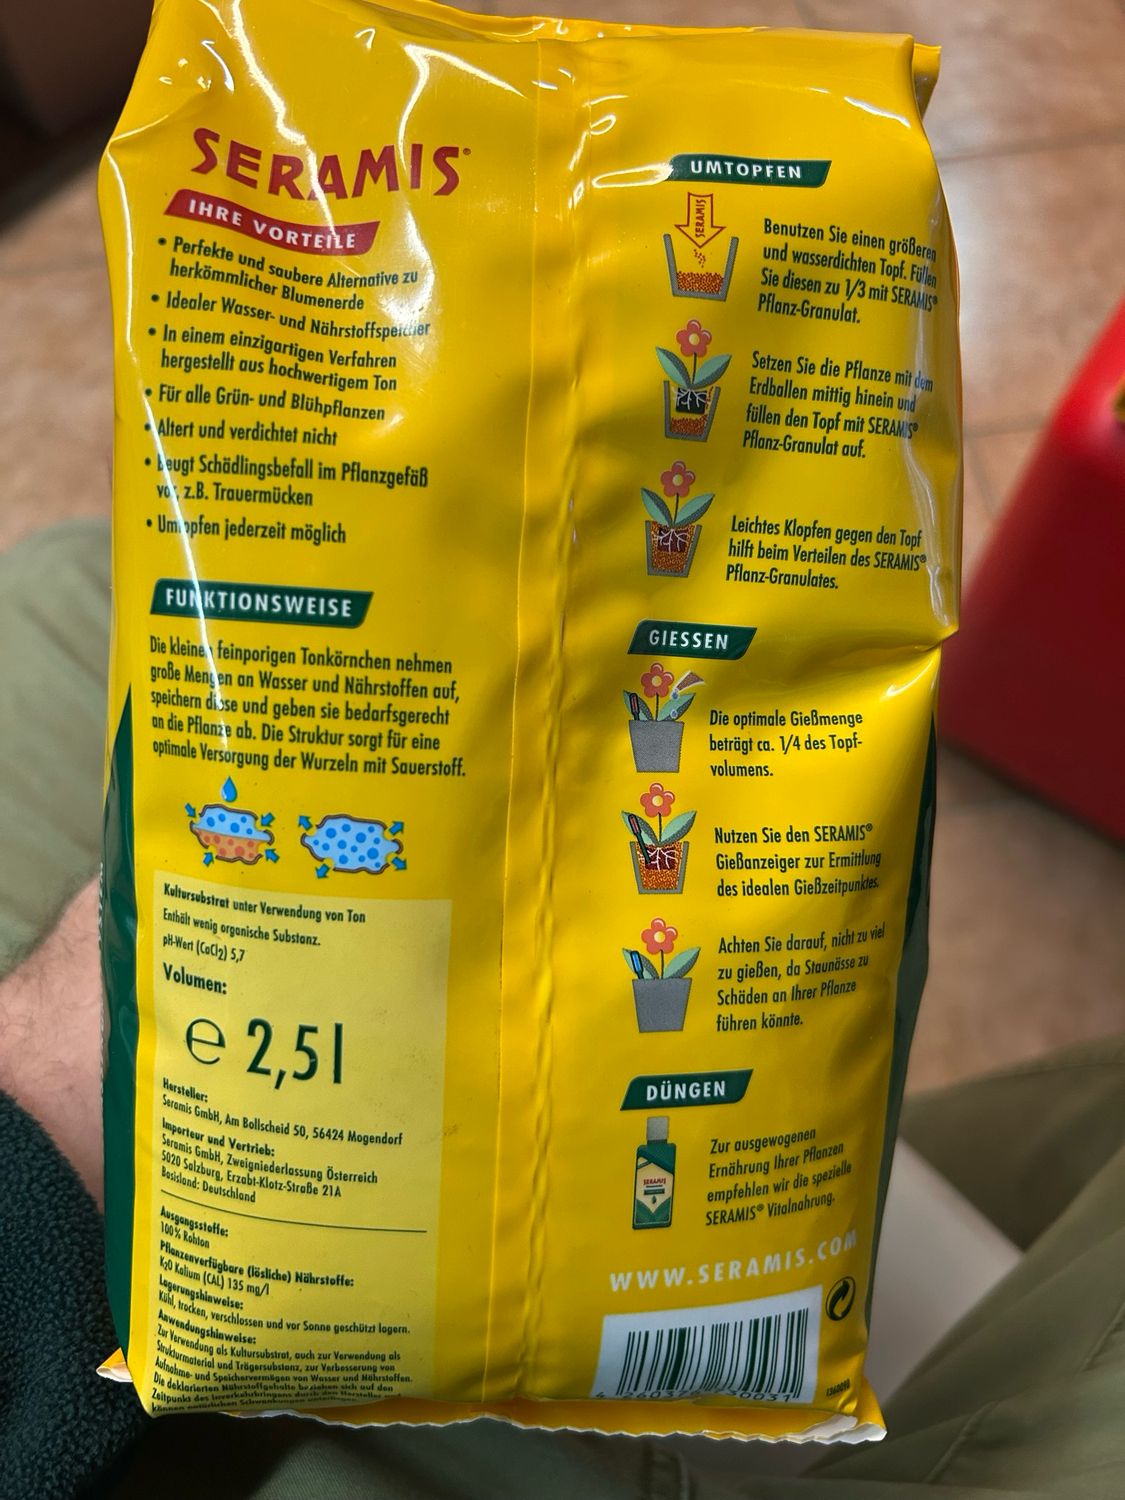 SERAMIS®
IHRE VORTEILE
• Perfekte und saubere Alternative zu
herkömmlicher Blumenerde
• Idealer Wasser- und Nährstoffspeicher
• In einem einzigartigen Verfahren
hergestellt aus hochwertigem Ton
• Für alle Grün- und Blühpflanzen
• Altert und verdichtet nicht
• Beugt Schädlingsbefall im Pflanzgefäß
vor, z.B. Trauermücken
• Umtopfen jederzeit möglich
FUNKTIONSWEISE
Die kleinen feinporigen Tonkörnchen nehmen
große Mengen an Wasser und Nährstoffen auf,
speichern diese und geben sie bedarfsgerecht
an die Pflanze ab. Die Struktur sorgt für eine
optimale Versorgung der Wurzeln mit Sauerstoff.
Kultursubstrat unter Verwendung von Ton
Enthält wenig organische Substanz.
pH-Wert (CaCl2) 5,7
Volumen:
℮ 2,5 l
Hersteller:
Seramis GmbH, Am Bollscheid 50, 56424 Mogendorf
Importeur und Vertrieb:
Seramis GmbH, Zweigniederlassung Österreich
5020 Salzburg, Erzabt-Klotz-Straße 21A
Basisland: Deutschland
Ausgangsstoffe:
100% Rohton
Pflanzenverfügbare (lösliche) Nährstoffe:
K2O Kalium (CAL) 135 mg/l
Lagerungshinweise:
Kühl, trocken, verschlossen und vor Sonne geschützt lagern.
Anwendungshinweise:
Zur Verwendung als Kultursubstrat, auch zur Verwendung als
Strukturmaterial und Trägersubstanz, zur Verbesserung von
Aufnahme- und Speichervermögen von Wasser und Nährstoffen.
Die deklarierten Nährstoffgehalte beziehen sich auf den
Zeitpunkt des Inverkehrbringens durch den Hersteller und
können natürlichen Schwankungen unterliegen.
UMTOPFEN
SERAMIS
Benutzen Sie einen größeren
und wasserdichten Topf. Füllen
Sie diesen zu 1/3 mit SERAMIS®
Pflanz-Granulat.
Setzen Sie die Pflanze mit dem
Erdballen mittig hinein und
füllen den Topf mit SERAMIS®
Pflanz-Granulat auf.
Leichtes Klopfen gegen den Topf
hilft beim Verteilen des SERAMIS®
Pflanz-Granulates.
GIESSEN
Die optimale Gießmenge
beträgt ca. 1/4 des Topf-
volumens.
Nutzen Sie den SERAMIS®
Gießanzeiger zur Ermittlung
des idealen Gießzeitpunktes.
Achten Sie darauf, nicht zu viel
zu gießen, da Staunässe zu
Schäden an Ihrer Pflanze
führen könnte.
DÜNGEN
SERAMIS
Zur ausgewogenen
Ernährung Ihrer Pflanzen
empfehlen wir die spezielle
SERAMIS® Vitalnahrung.
WWW.SERAMIS.COM